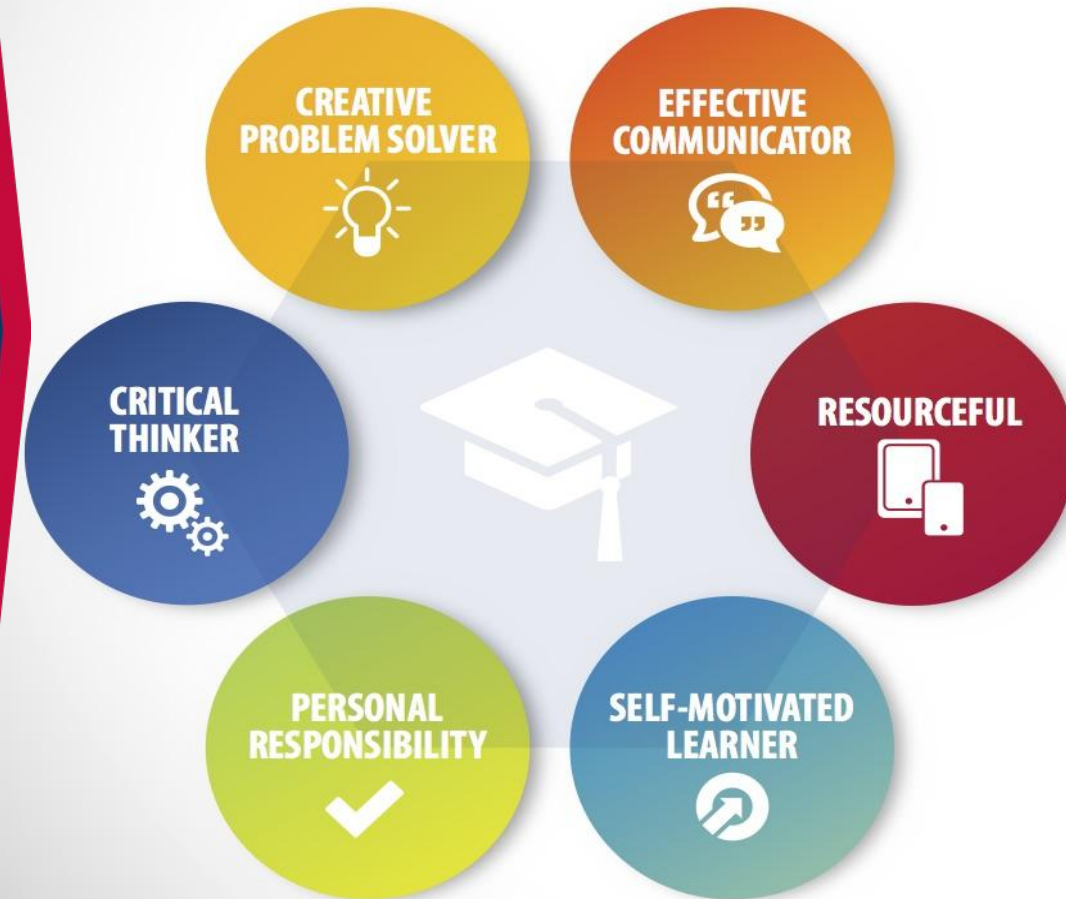 CREATIVE
PROBLEM SOLVER
EFFECTIVE
COMMUNICATOR
RESOURCEFUL
SELF-MOTIVATED
LEARNER
PERSONAL
RESPONSIBILITY
CRITICAL
THINKER